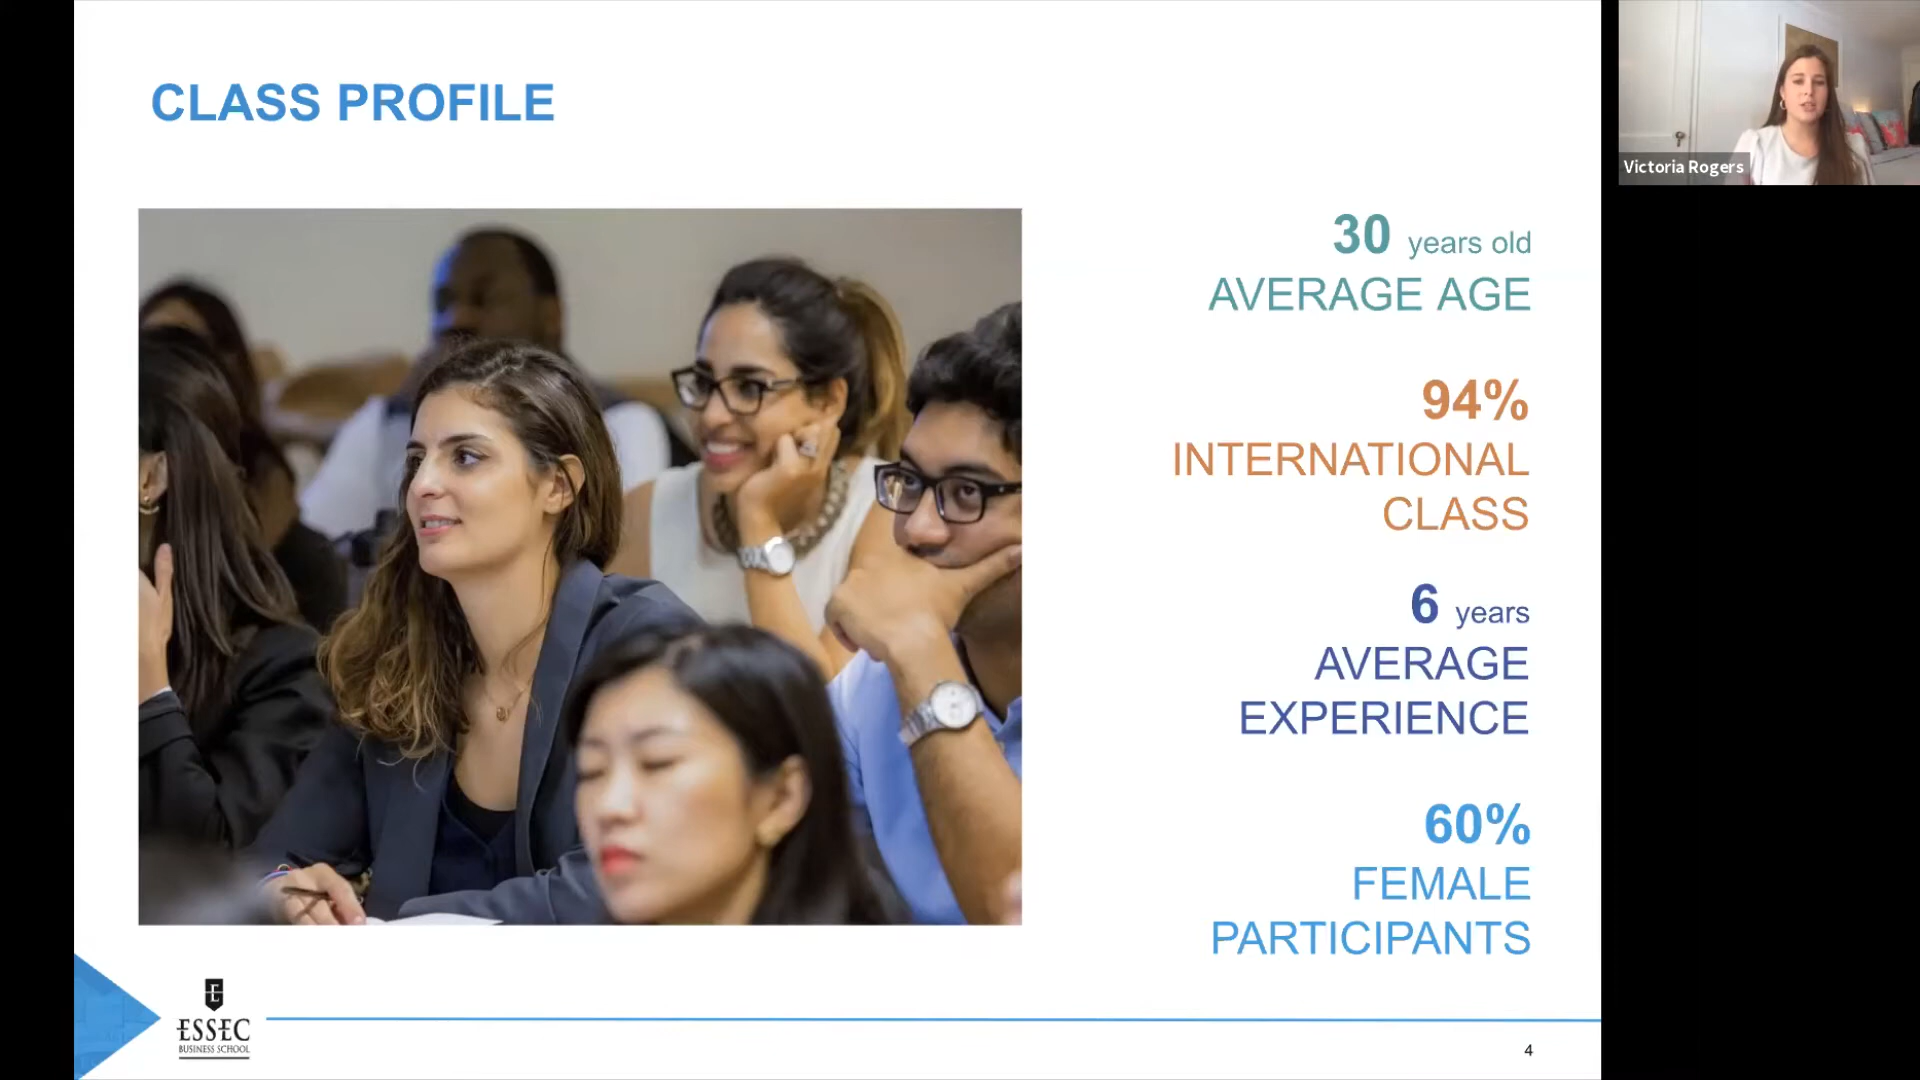 CLASS PROFILE
30 years old
AVERAGE AGE
94%
INTERNATIONAL
CLASS
6 years
AVERAGE
EXPERIENCE
60%
FEMALE
PARTICIPANTS
ESSEC
BUSINESS SCHOOL
4
Victoria Rogers